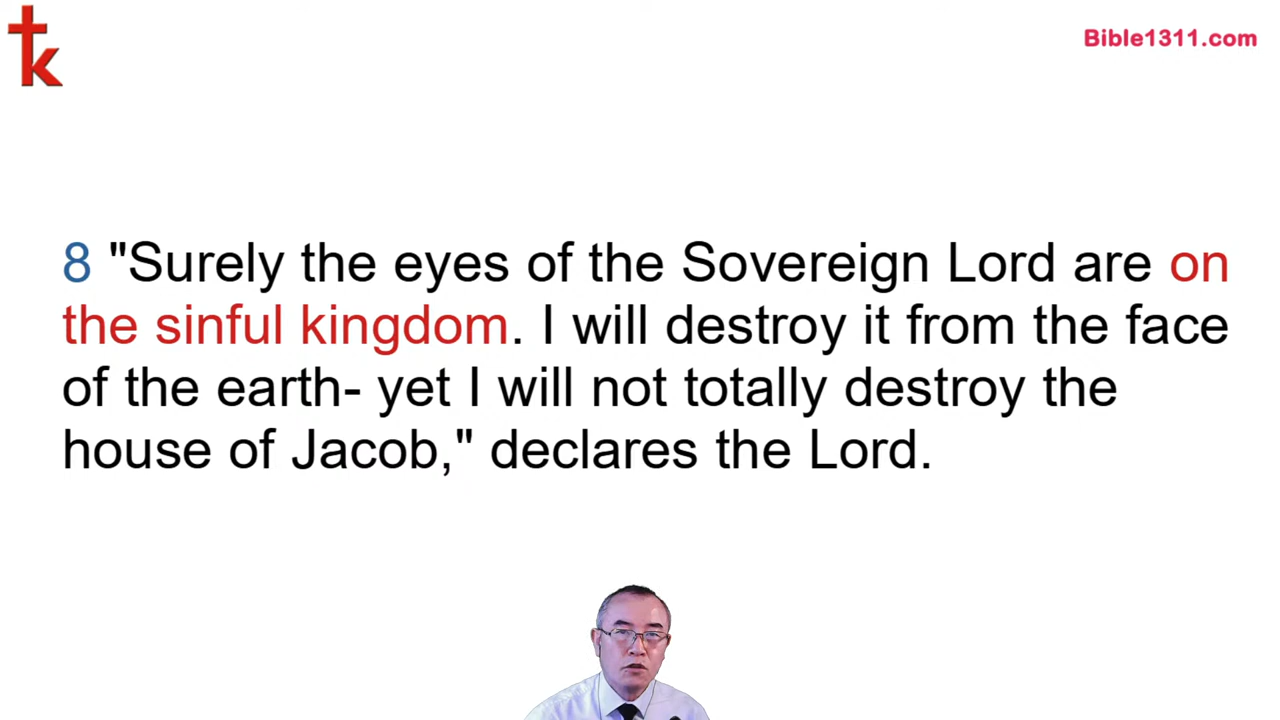 tk
Bible1311.com
8 "Surely the eyes of the Sovereign Lord are on
the sinful kingdom. I will destroy it from the face
of the earth- yet I will not totally destroy the
house of Jacob," declares the Lord.